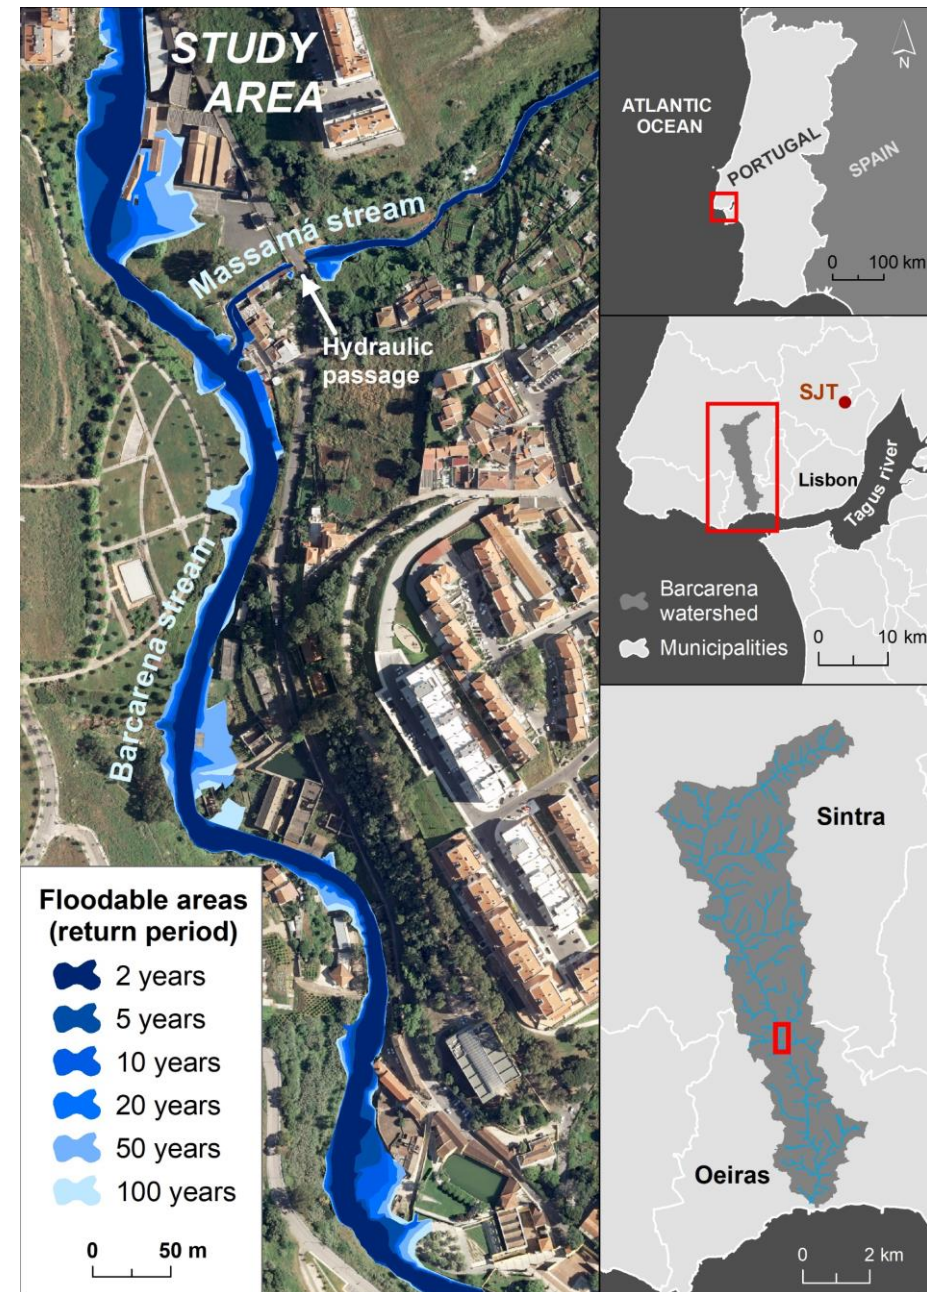 STUDY
AREA
Massamá stream
Hydraulic
passage
Barcarena stream
Floodable areas
(return period)
2 years
5 years
10 years
20 years
50 years
100 years
0 50 m
N
ATLANTIC
OCEAN
PORTUGAL
SPAIN
0 100 km
SJT
Lisbon
Tagus river
Barcarena
watershed
Municipalities
0 10 km
Sintra
Oeiras
0 2 km